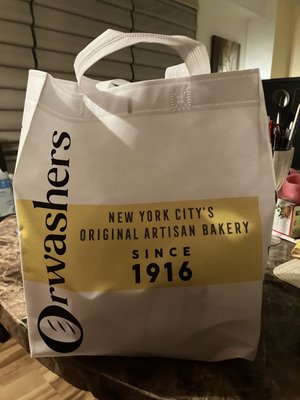 Orwashers
NEW YORK CITY'S
ORIGINAL ARTISAN BAKERY
SINCE
1916